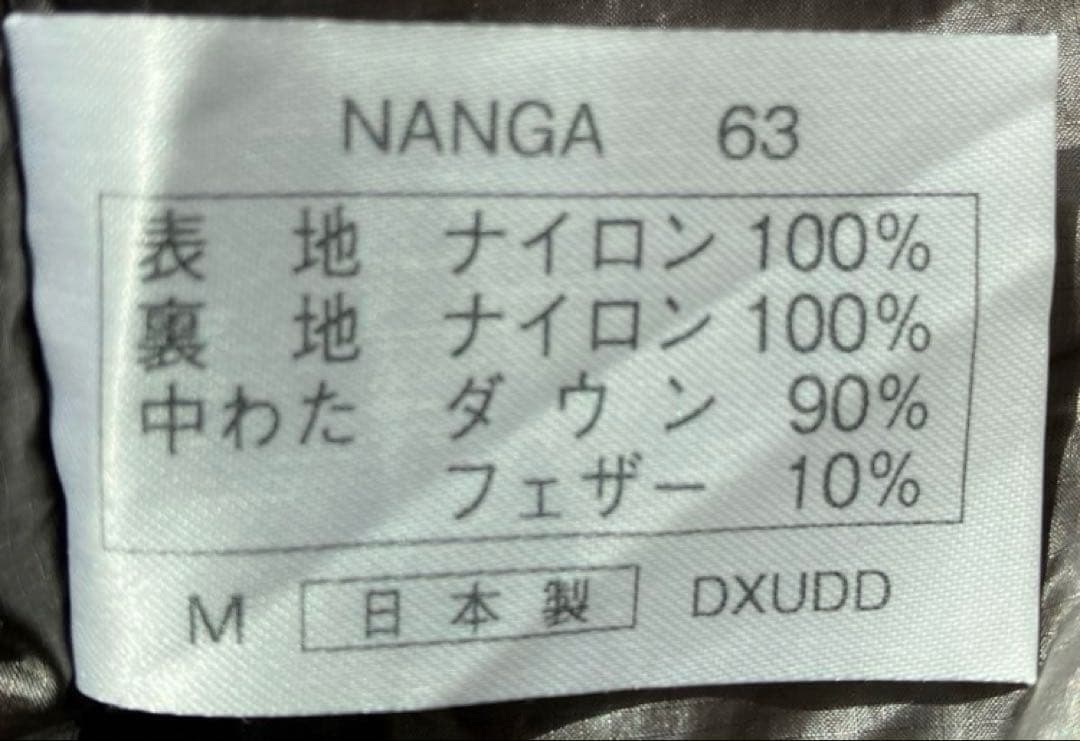 NANGA 63
表地 ナイロン 100%
裏地 ナイロン 100%
中わた ダウン 90%
フェザー 10%
M 日本製 DXUDD